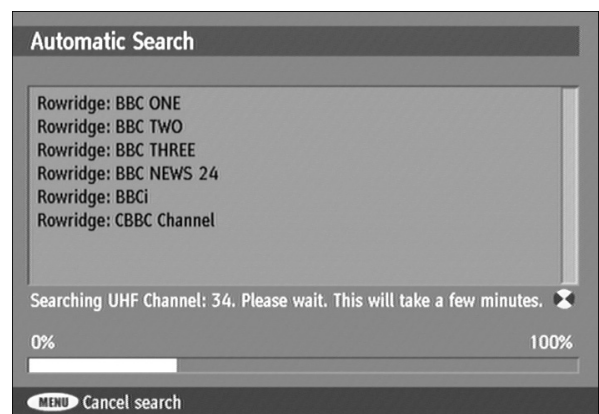 Automatic Search
Rowridge: BBC ONE
Rowridge: BBC TWO
Rowridge: BBC THREE
Rowridge: BBC NEWS 24
Rowridge: BBCi
Rowridge: CBBC Channel
Searching UHF Channel: 34. Please wait. This will take a few minutes.
0% 100%
MENU Cancel search